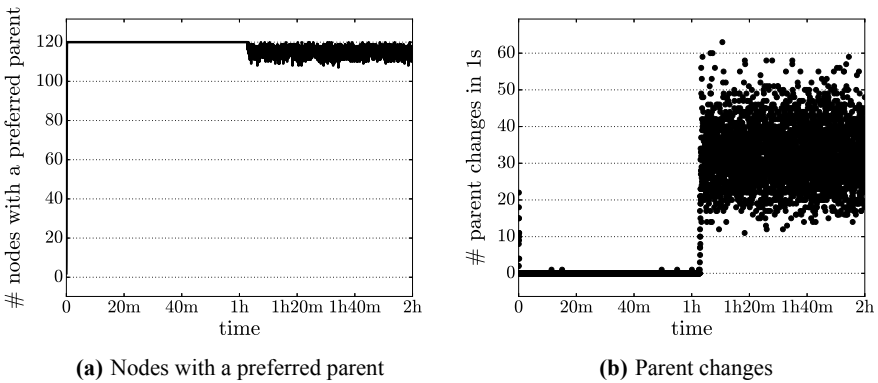 # nodes with a preferred parent
120
100
80
60
40
20
0
0 20m 40m 1h 1h20m 1h40m 2h
time
(a) Nodes with a preferred parent
# parent changes in 1s
60
50
40
30
20
10
0
0 20m 40m 1h 1h20m 1h40m 2h
time
(b) Parent changes